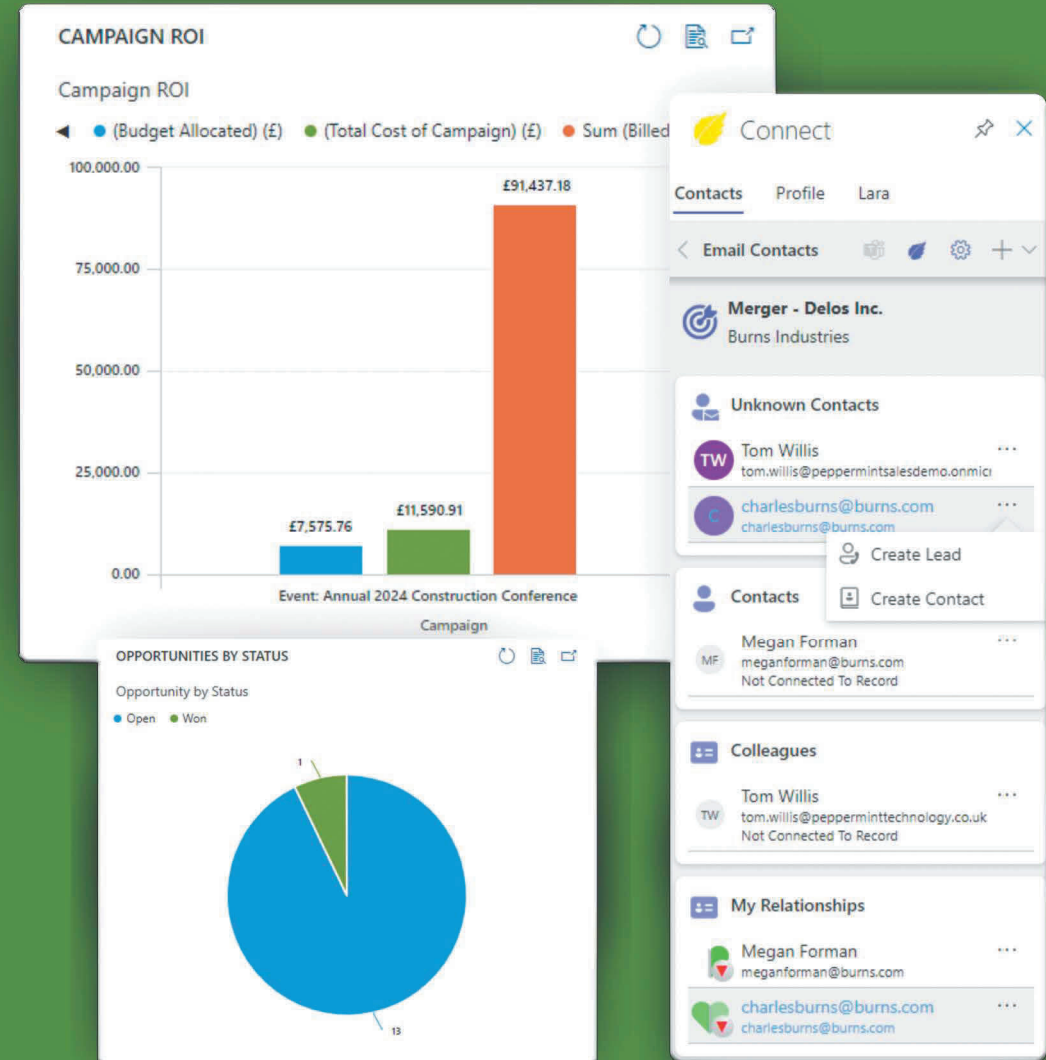 CAMPAIGN ROI
Campaign ROI
(Budget Allocated) (£) (Total Cost of Campaign) (£) Sum (Billed
100,000.00
75,000.00
50,000.00
25,000.00
0.00
£7,575.76
£11,590.91
£91,437.18
Event: Annual 2024 Construction Conference
Campaign
OPPORTUNITIES BY STATUS
Opportunity by Status
Open Won
1
13
Connect
Contacts Profile Lara
Email Contacts
Merger - Delos Inc.
Burns Industries
Unknown Contacts
TW
Tom Willis
tom.willis@peppermintsalesdemo.onmicr
C
charlesburns@burns.com
charlesburns@burns.com
Create Lead
Create Contact
Contacts
MF
Megan Forman
meganforman@burns.com
Not Connected To Record
Colleagues
TW
Tom Willis
tom.willis@pepperminttechnology.co.uk
Not Connected To Record
My Relationships
Megan Forman
meganforman@burns.com
charlesburns@burns.com
charlesburns@burns.com